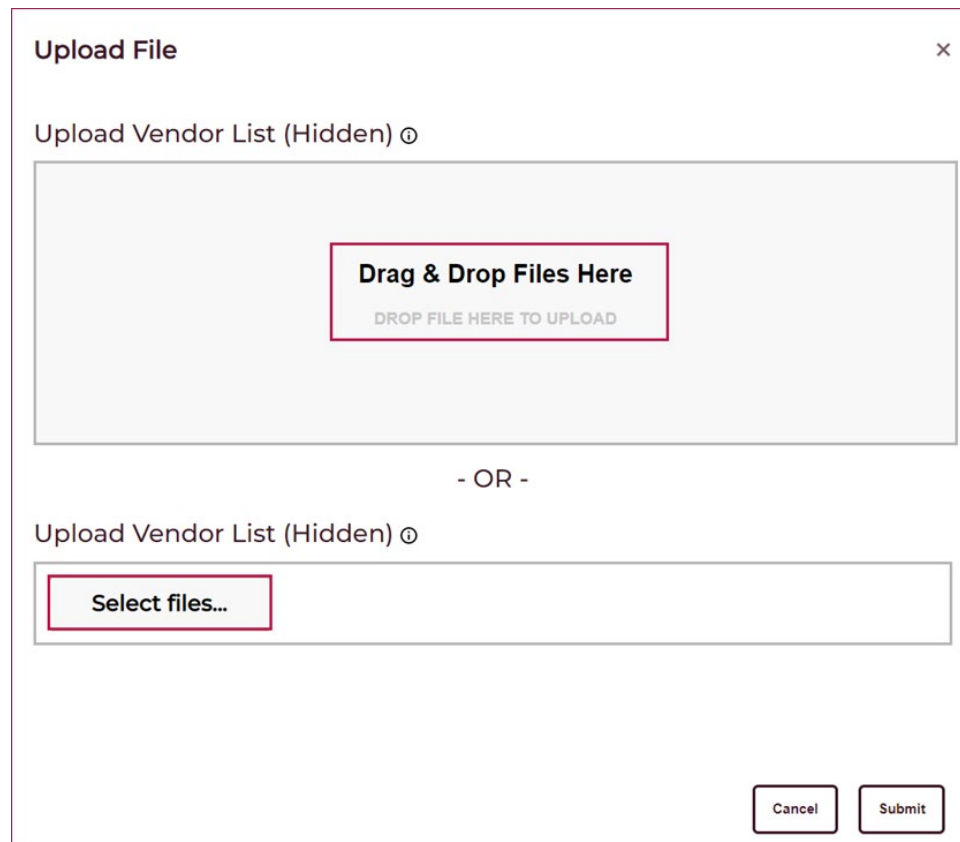 Upload File ×
Upload Vendor List (Hidden)
Drag & Drop Files Here
DROP FILE HERE TO UPLOAD
- OR -
Upload Vendor List (Hidden)
Select files...
Cancel Submit